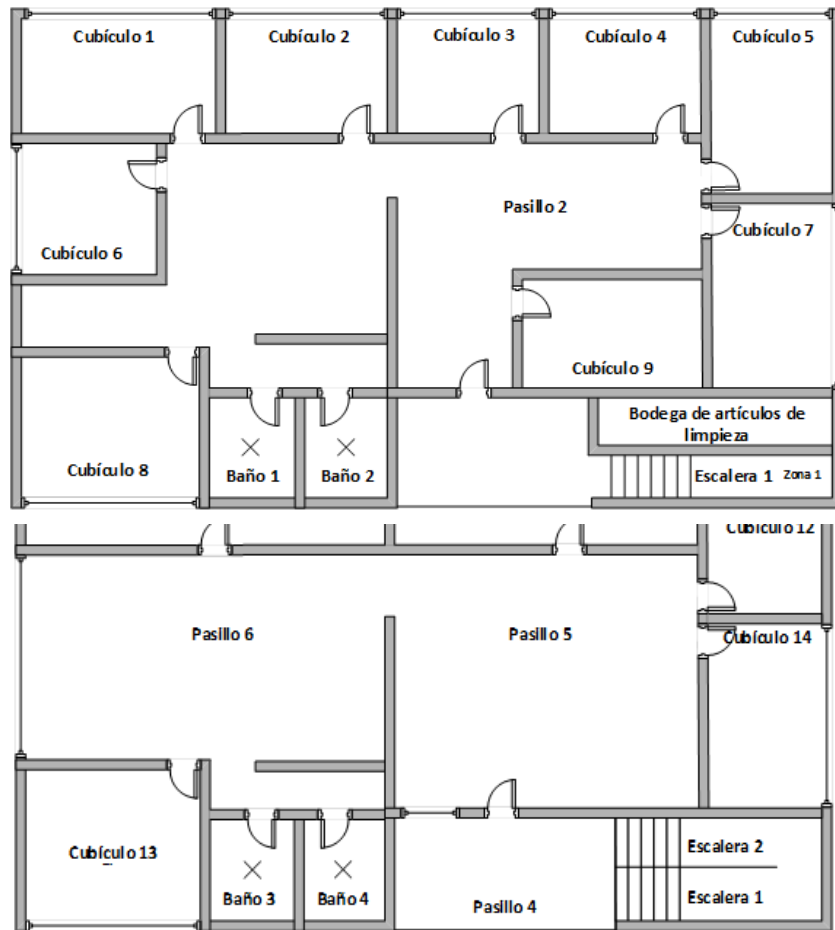 Cubículo 1
Cubículo 2
Cubículo 3
Cubículo 4
Cubículo 5
Pasillo 2
Cubículo 6
Cubículo 7
Cubículo 9
Bodega de artículos de
limpieza
Cubículo 8
Baño 1
Baño 2
Escalera 1
Zona 1
Cubículo 12
Pasillo 6
Pasillo 5
Cubículo 14
Escalera 2
Cubículo 13
Baño 3
Baño 4
Escalera 1
Pasillo 4